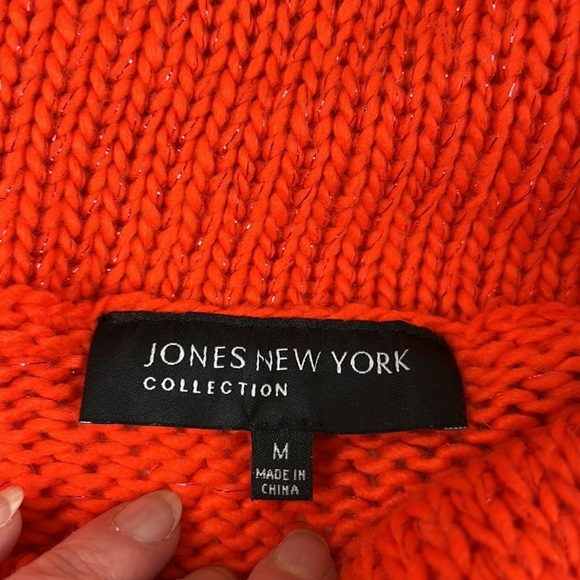 JONES NEW YORK
COLLECTION
M
MADE IN
CHINA